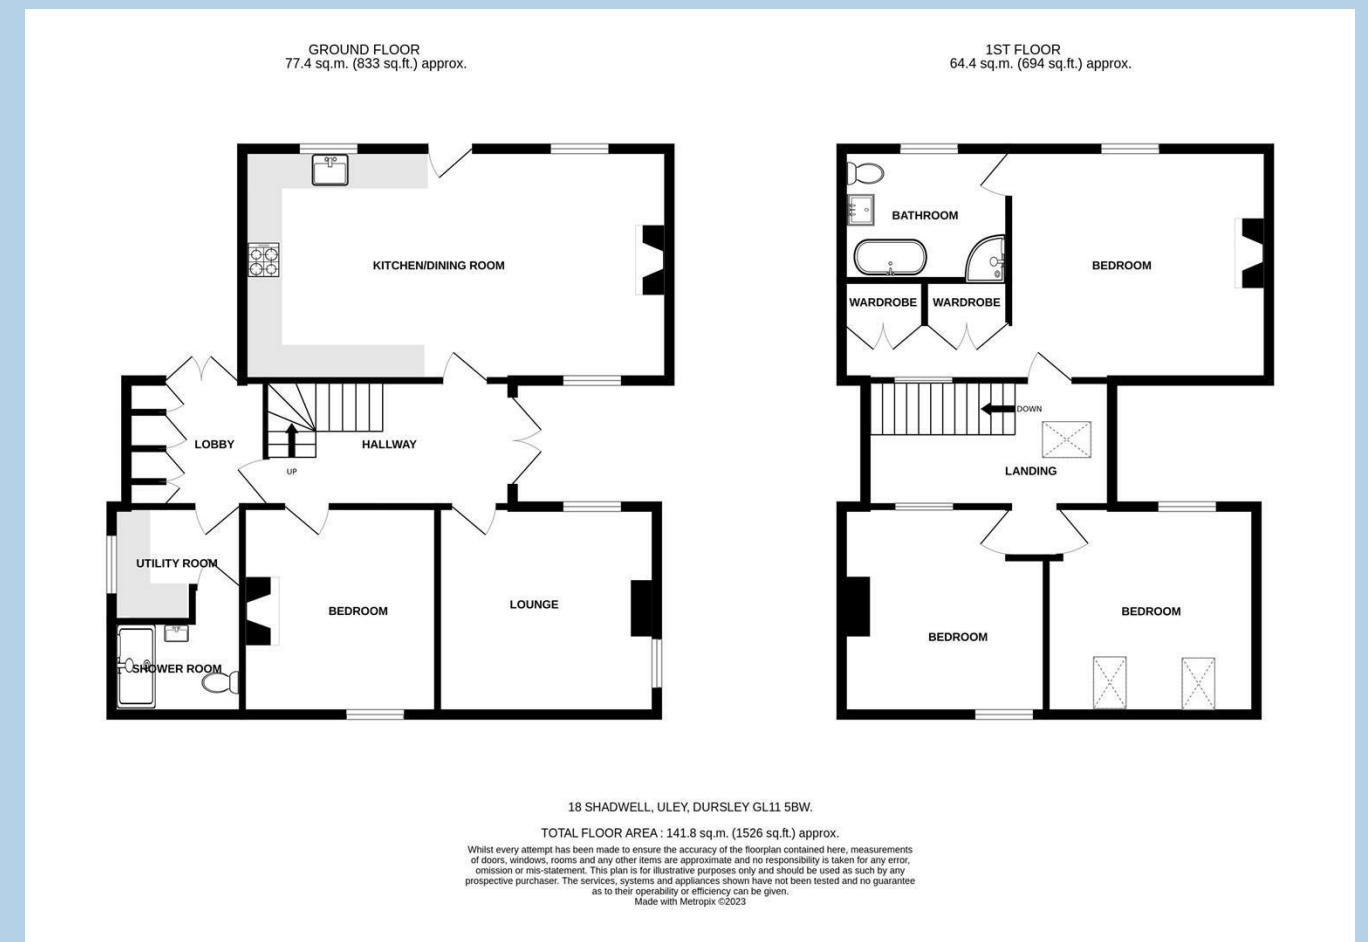 GROUND FLOOR
77.4 sq.m. (833 sq.ft.) approx.
1ST FLOOR
64.4 sq.m. (694 sq.ft.) approx.
KITCHEN/DINING ROOM
LOBBY
HALLWAY
UP
UTILITY ROOM
BEDROOM
LOUNGE
SHOWER ROOM
BATHROOM
BEDROOM
WARDROBE
WARDROBE
DOWN
LANDING
BEDROOM
BEDROOM
18 SHADWELL, ULEY, DURSLEY GL11 5BW.
TOTAL FLOOR AREA : 141.8 sq.m. (1526 sq.ft.) approx.
Whilst every attempt has been made to ensure the accuracy of the floorplan contained here, measurements
of doors, windows, rooms and any other items are approximate and no responsibility is taken for any error,
omission or mis-statement. This plan is for illustrative purposes only and should be used as such by any
prospective purchaser. The services, systems and appliances shown have not been tested and no guarantee
as to their operability or efficiency can be given.
Made with Metropix ©2023